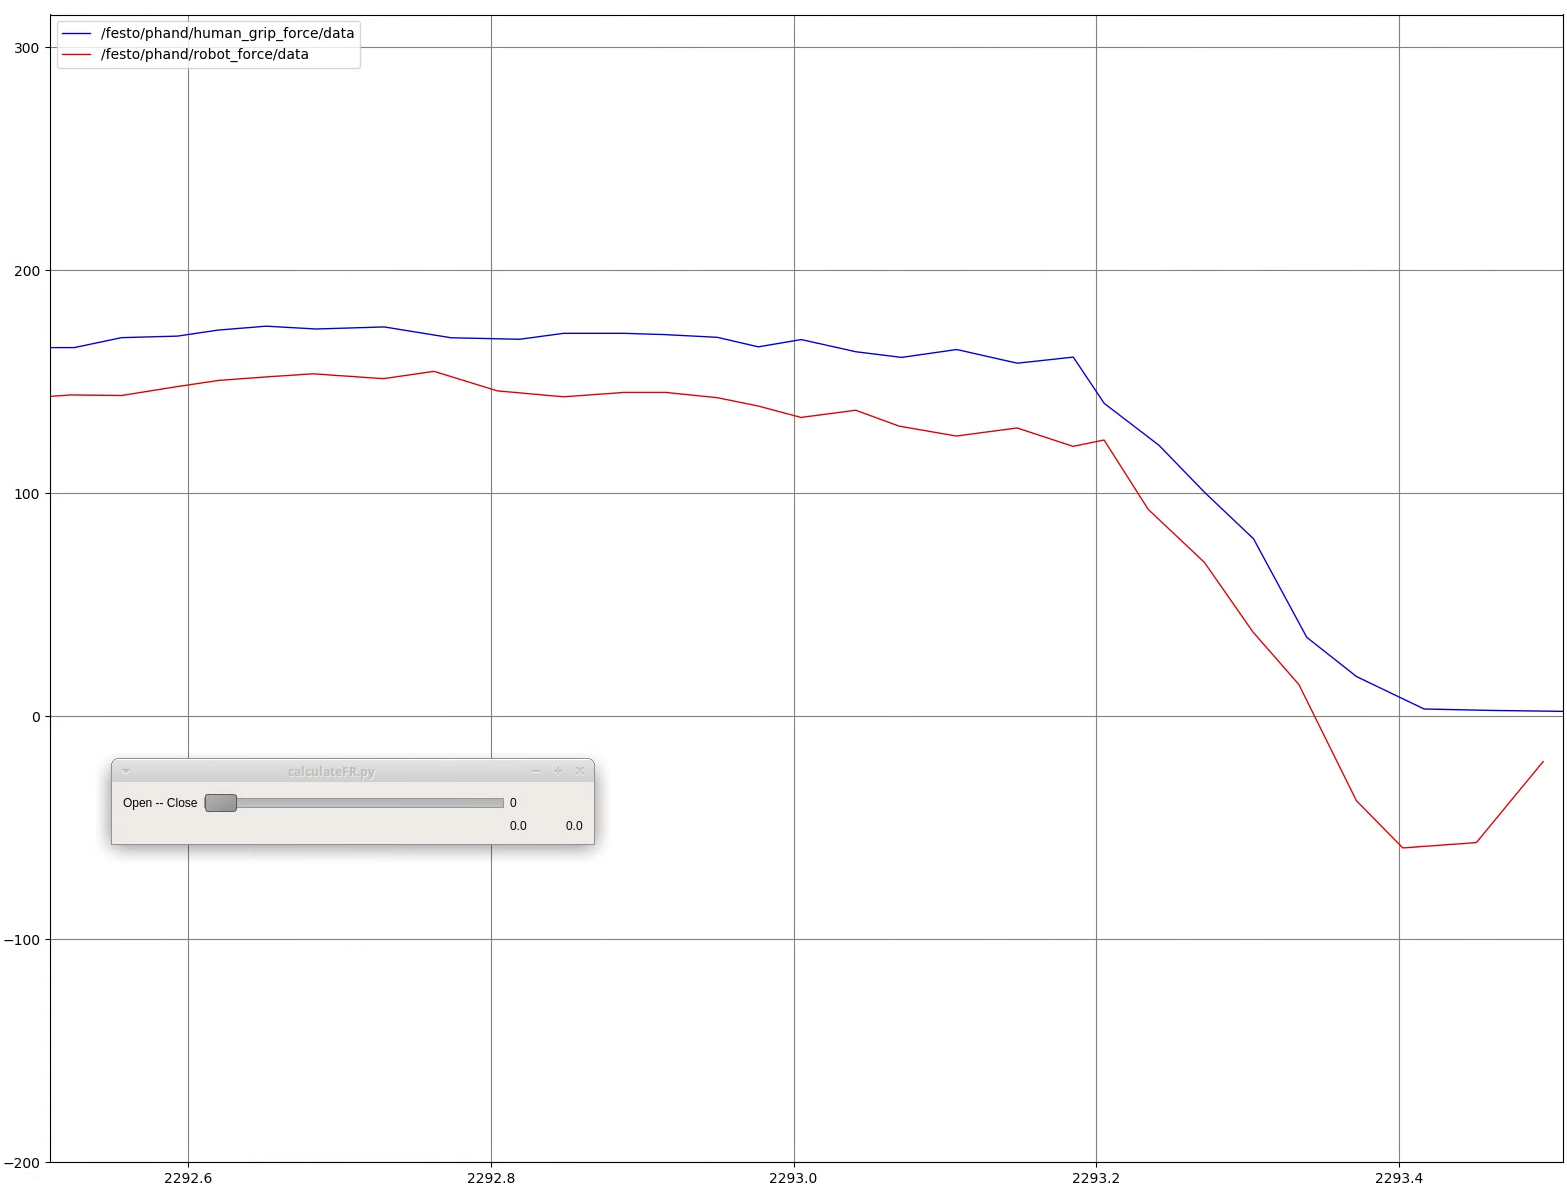 /festo/phand/human_grip_force/data
/festo/phand/robot_force/data
300
200
100
0
−100
−200
calculateFR.py
Open -- Close 0
0.0 0.0
2292.6 2292.8 2293.0 2293.2 2293.4